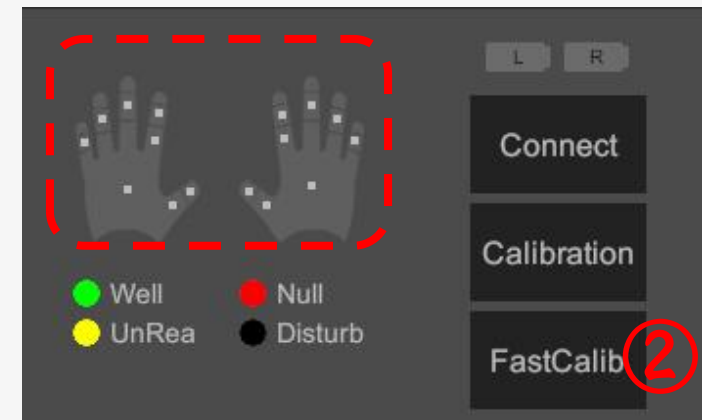 L R
Connect
Calibration
Well Null
UnRea Disturb
FastCalib ②